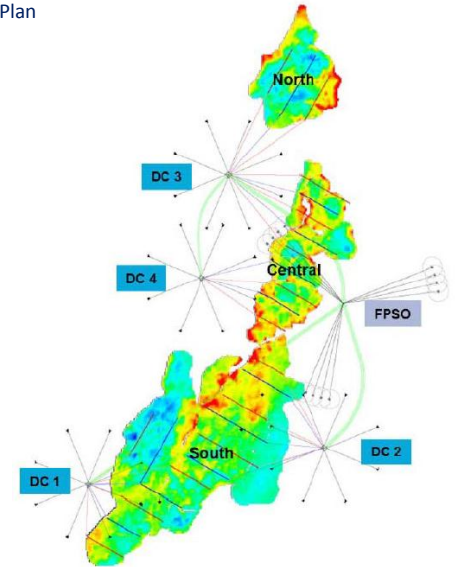 Plan
North
DC 3
Central
DC 4
FPSO
South
DC 2
DC 1